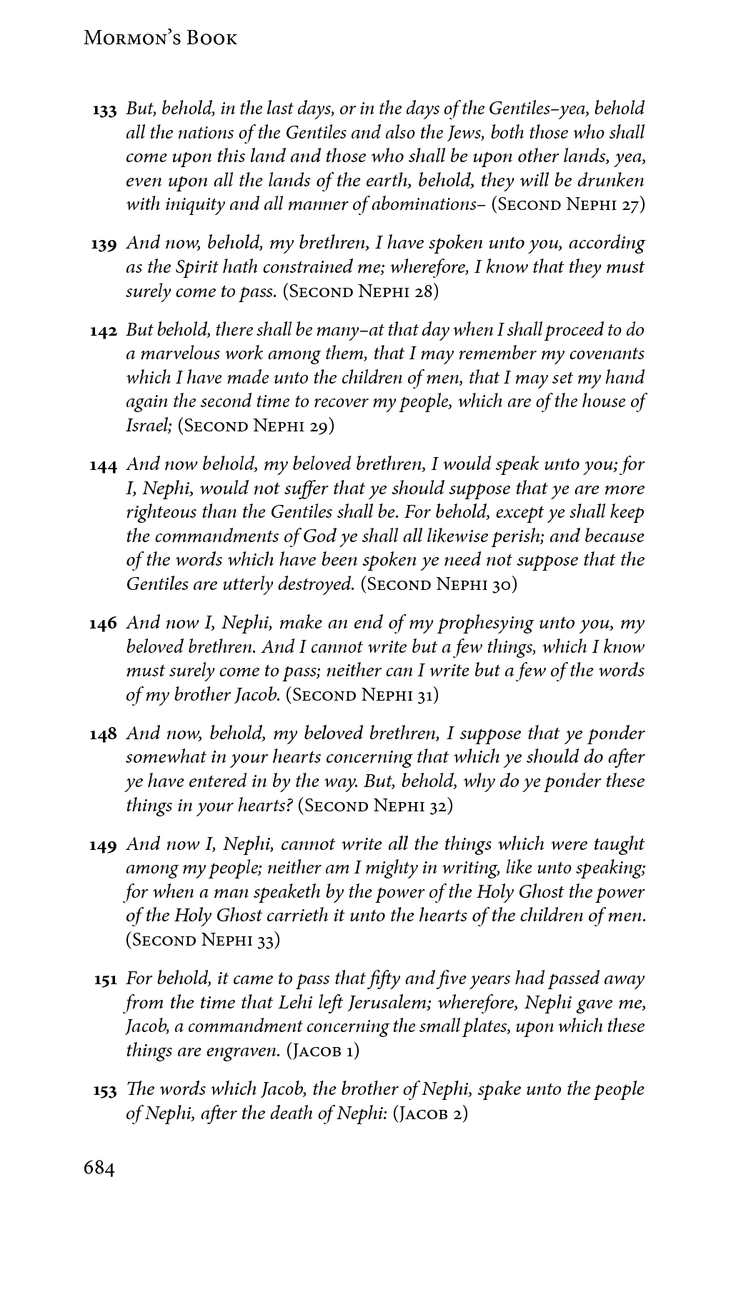 Mormon's Book
133 But, behold, in the last days, or in the days of the Gentiles–yea, behold
all the nations of the Gentiles and also the Jews, both those who shall
come upon this land and those who shall be upon other lands, yea,
even upon all the lands of the earth, behold, they will be drunken
with iniquity and all manner of abominations– (Second Nephi 27)
139 And now, behold, my brethren, I have spoken unto you, according
as the Spirit hath constrained me; wherefore, I know that they must
surely come to pass. (Second Nephi 28)
142 But behold, there shall be many–at that day when I shall proceed to do
a marvelous work among them, that I may remember my covenants
which I have made unto the children of men, that I may set my hand
again the second time to recover my people, which are of the house of
Israel; (Second Nephi 29)
144 And now behold, my beloved brethren, I would speak unto you; for
I, Nephi, would not suffer that ye should suppose that ye are more
righteous than the Gentiles shall be. For behold, except ye shall keep
the commandments of God ye shall all likewise perish; and because
of the words which have been spoken ye need not suppose that the
Gentiles are utterly destroyed. (Second Nephi 30)
146 And now I, Nephi, make an end of my prophesying unto you, my
beloved brethren. And I cannot write but a few things, which I know
must surely come to pass; neither can I write but a few of the words
of my brother Jacob. (Second Nephi 31)
148 And now, behold, my beloved brethren, I suppose that ye ponder
somewhat in your hearts concerning that which ye should do after
ye have entered in by the way. But, behold, why do ye ponder these
things in your hearts? (Second Nephi 32)
149 And now I, Nephi, cannot write all the things which were taught
among my people; neither am I mighty in writing, like unto speaking;
for when a man speaketh by the power of the Holy Ghost the power
of the Holy Ghost carrieth it unto the hearts of the children of men.
(Second Nephi 33)
151 For behold, it came to pass that fifty and five years had passed away
from the time that Lehi left Jerusalem; wherefore, Nephi gave me,
Jacob, a commandment concerning the small plates, upon which these
things are engraven. (Jacob 1)
153 The words which Jacob, the brother of Nephi, spake unto the people
of Nephi, after the death of Nephi: (Jacob 2)
684